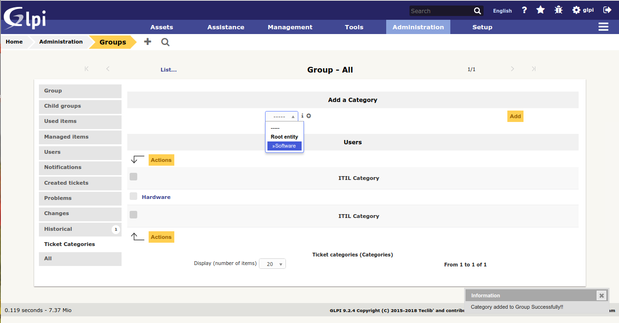 Glpi
Search
English
?
glpi
Assets Assistance Management Tools Administration Setup
Home Administration Groups
List...
Group - All
1/1
Group
Child groups
Used items
Managed items
Users
Notifications
Created tickets
Problems
Changes
Historical 1
Ticket Categories
All
Add a Category
-----
Add
-----
Root entity
»Software
Users
Actions
ITIL Category
Hardware
ITIL Category
Actions
Ticket categories (Categories)
Display (number of items) 20
From 1 to 1 of 1
Information
Category added to Group Successfully!!
0.119 seconds - 7.37 Mio
GLPI 9.2.4 Copyright (C) 2015-2018 Teclib' and contrib